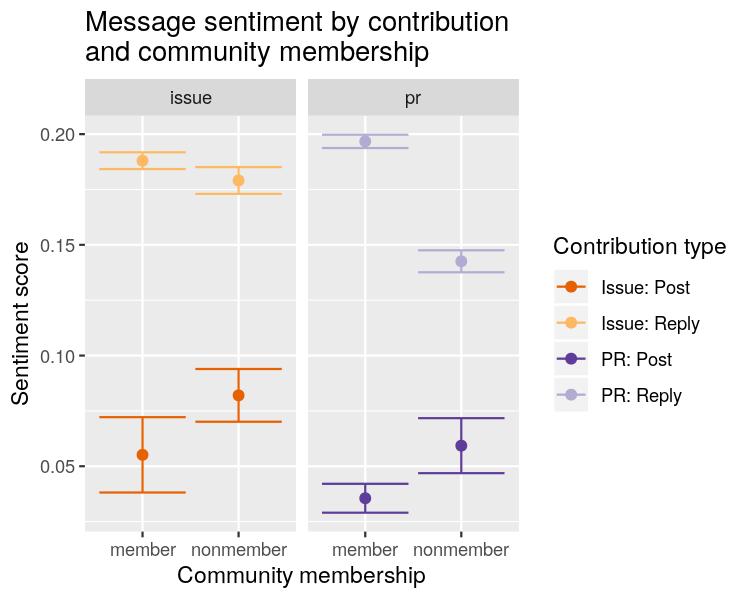 Message sentiment by contribution
and community membership
issue
pr
Sentiment score
0.20
0.15
0.10
0.05
member
nonmember
member
nonmember
Community membership
Contribution type
Issue: Post
Issue: Reply
PR: Post
PR: Reply